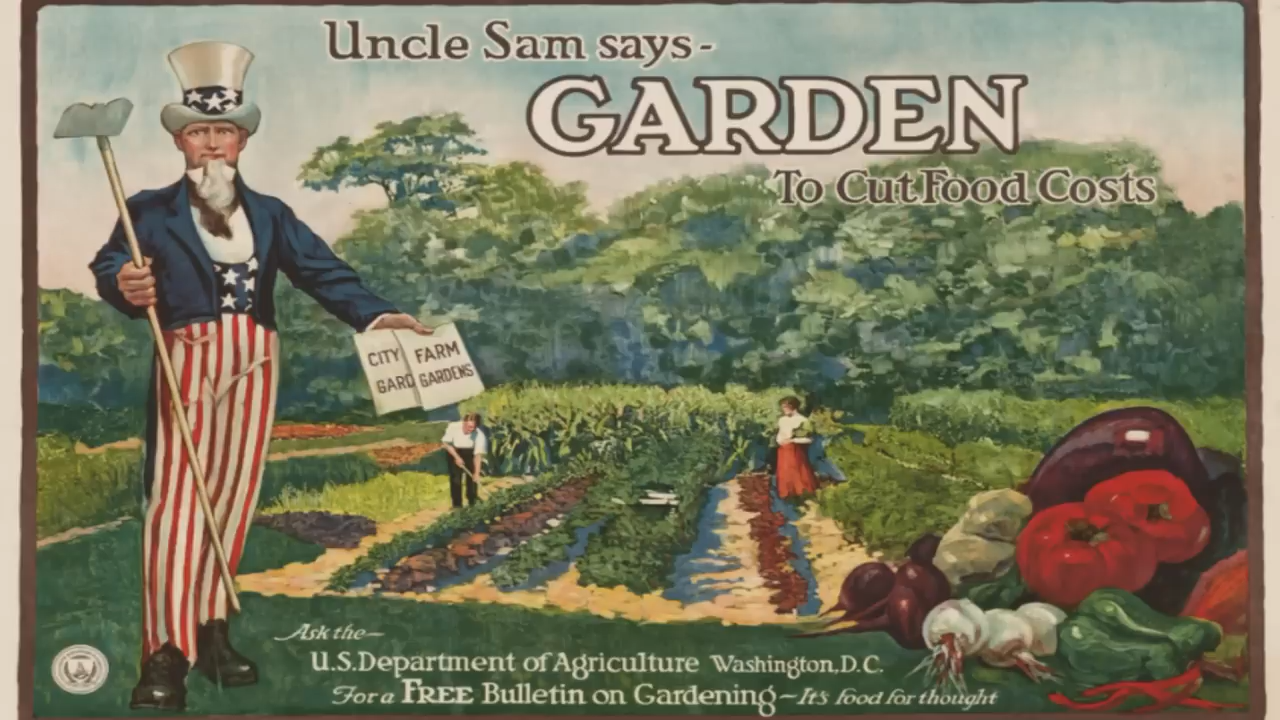 Uncle Sam says-
GARDEN
To Cut Food Costs
CITY
GARD
FARM
GARDENS
Ask the—
U.S. Department of Agriculture Washington, D.C.
For a FREE Bulletin on Gardening—It's food for thought